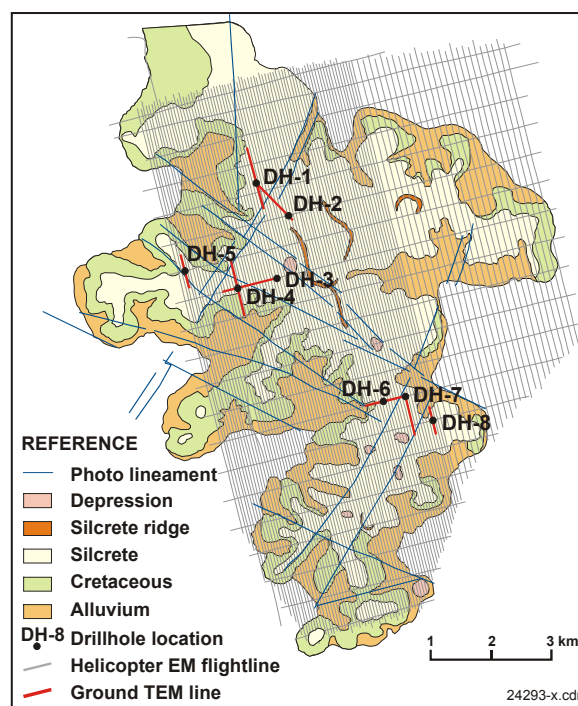 DH-1
DH-2
DH-5
DH-3
DH-4
DH-6
DH-7
DH-8
REFERENCE
Photo lineament
Depression
Silcrete ridge
Silcrete
Cretaceous
Alluvium
DH-8 Drillhole location
Helicopter EM flightline
Ground TEM line
1 2 3 km
24293-x.cdr